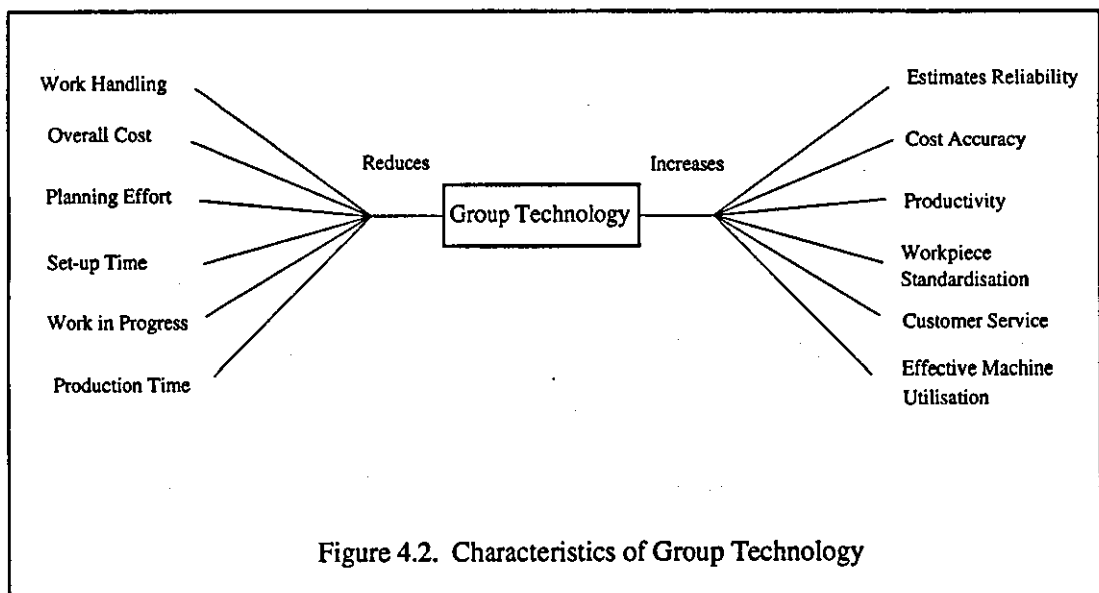 Work Handling
Overall Cost
Planning Effort
Set-up Time
Work in Progress
Production Time
Reduces
Group Technology
Increases
Estimates Reliability
Cost Accuracy
Productivity
Workpiece
Standardisation
Customer Service
Effective Machine
Utilisation
Figure 4.2. Characteristics of Group Technology